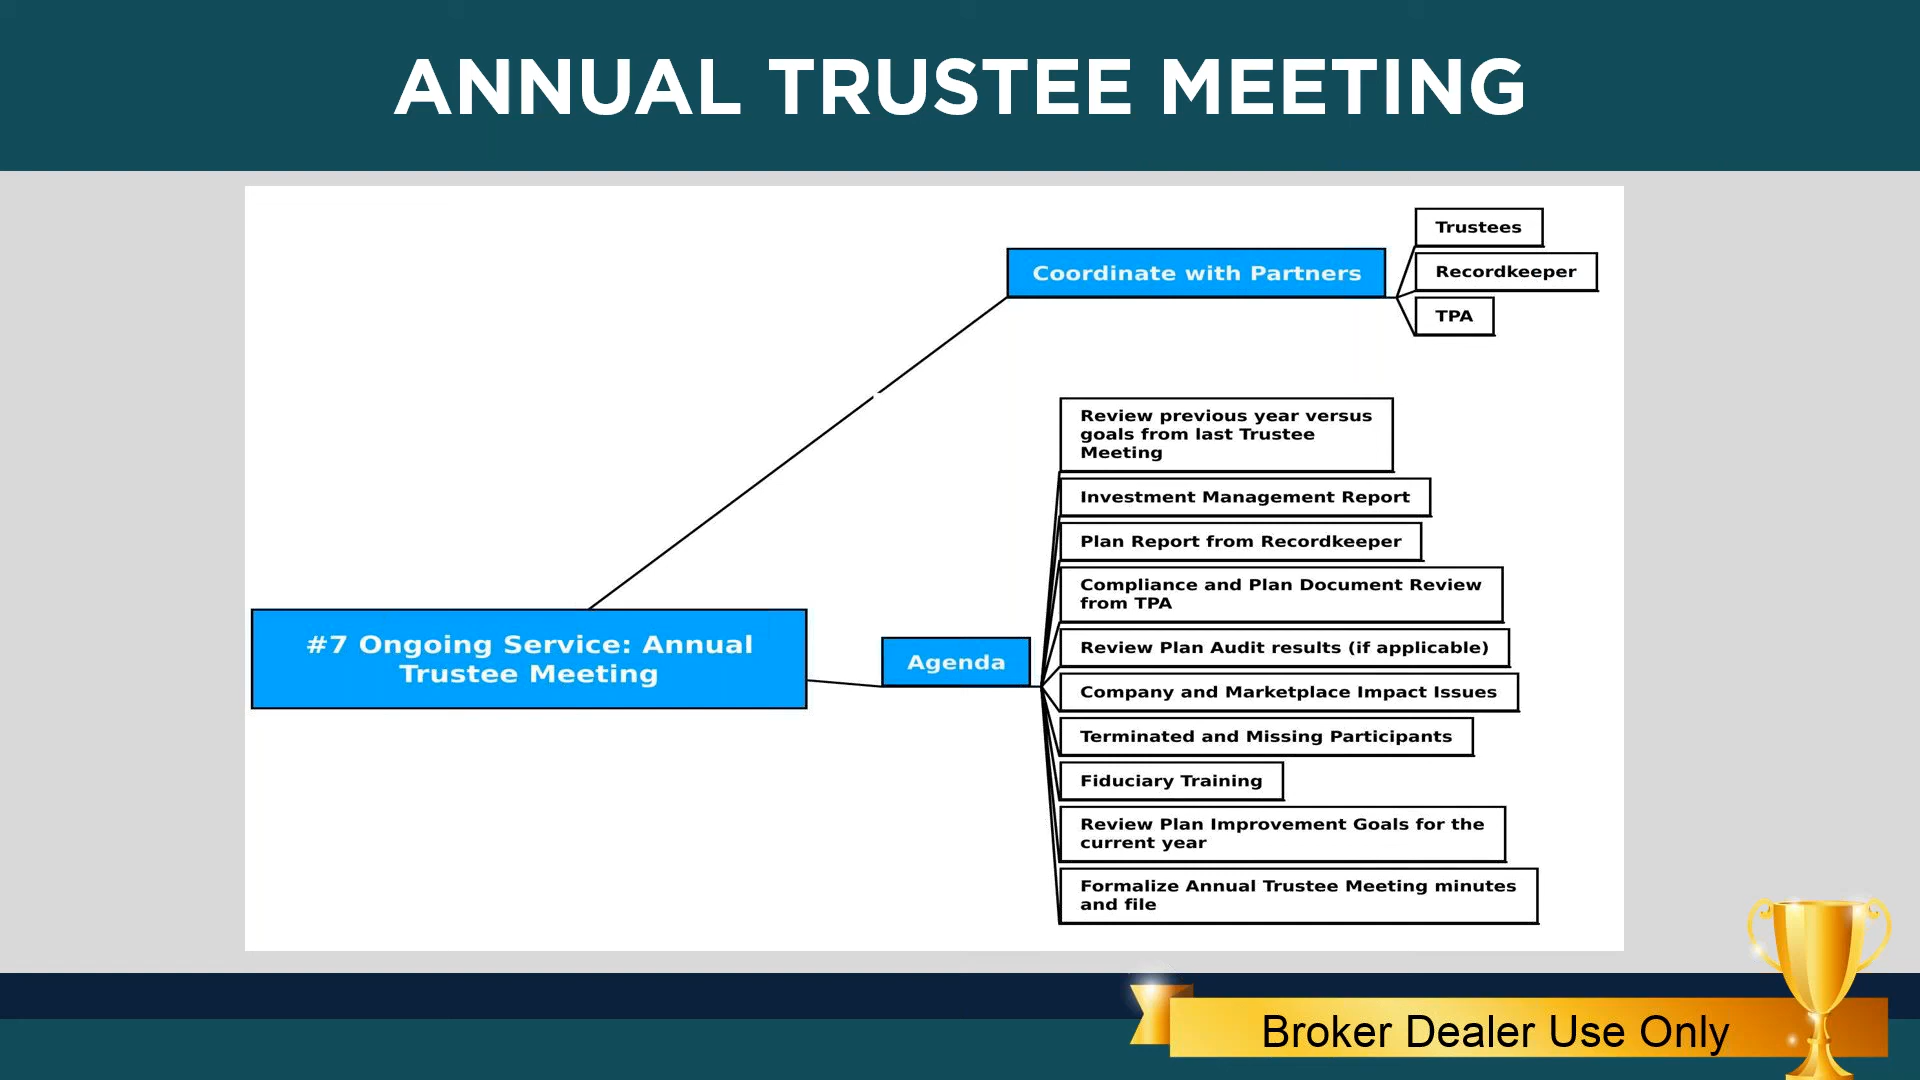 ANNUAL TRUSTEE MEETING
Coordinate with Partners
Trustees
Recordkeeper
TPA
#7 Ongoing Service: Annual
Trustee Meeting
Agenda
Review previous year versus
goals from last Trustee
Meeting
Investment Management Report
Plan Report from Recordkeeper
Compliance and Plan Document Review
from TPA
Review Plan Audit results (if applicable)
Company and Marketplace Impact Issues
Terminated and Missing Participants
Fiduciary Training
Review Plan Improvement Goals for the
current year
Formalize Annual Trustee Meeting minutes
and file
Broker Dealer Use Only